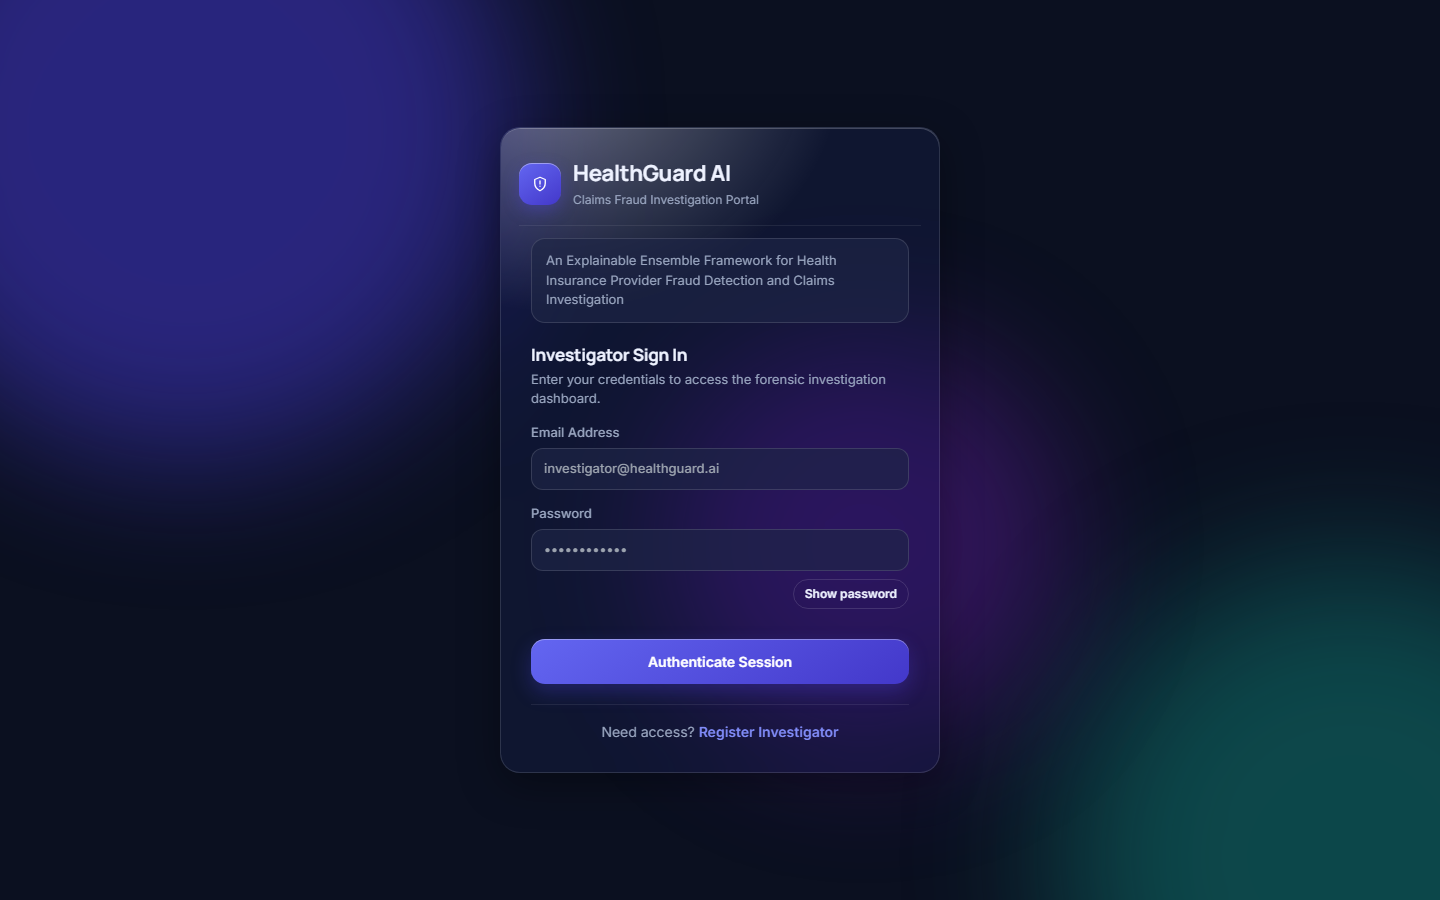 HealthGuard AI
Claims Fraud Investigation Portal
An Explainable Ensemble Framework for Health
Insurance Provider Fraud Detection and Claims
Investigation
Investigator Sign In
Enter your credentials to access the forensic investigation
dashboard.
Email Address
investigator@healthguard.ai
Password
••••••••••••
Show password
Authenticate Session
Need access? Register Investigator